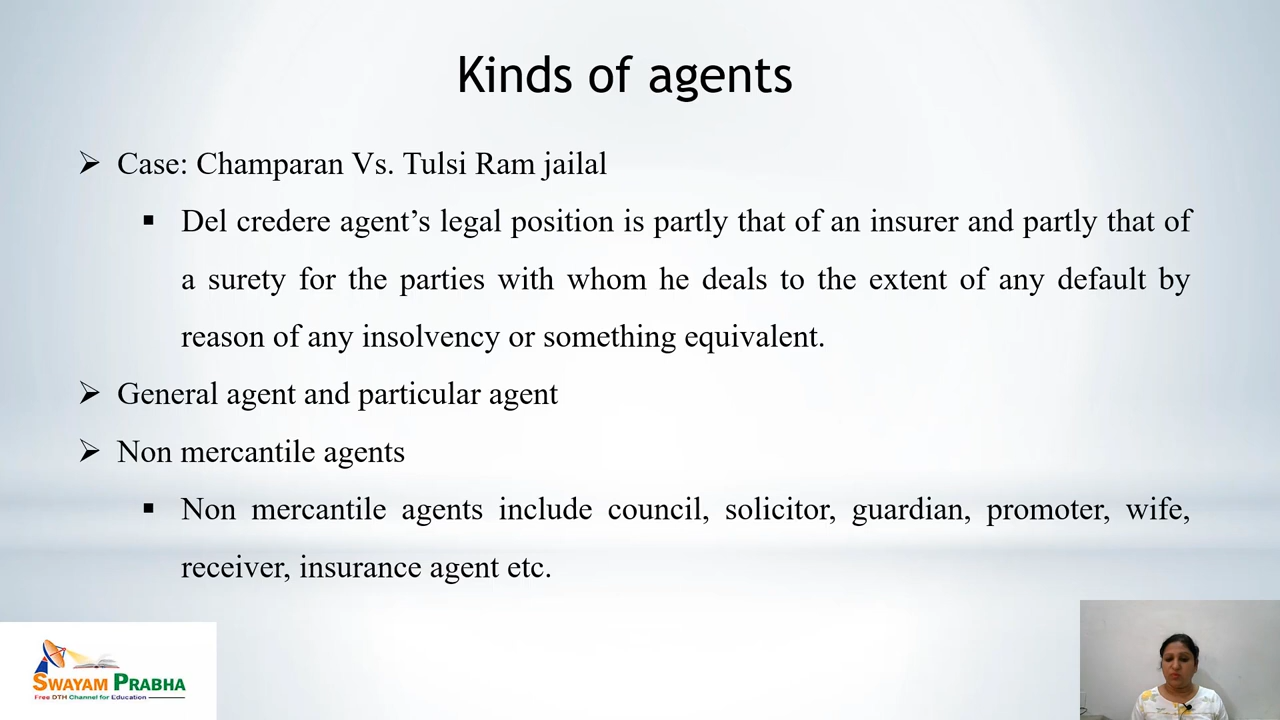 Kinds of agents
Case: Champaran Vs. Tulsi Ram jailal
Del credere agent’s legal position is partly that of an insurer and partly that of
a surety for the parties with whom he deals to the extent of any default by
reason of any insolvency or something equivalent.
General agent and particular agent
Non mercantile agents
Non mercantile agents include council, solicitor, guardian, promoter, wife,
receiver, insurance agent etc.
SWAYAM PRABHA
Free DTH Channel for Education